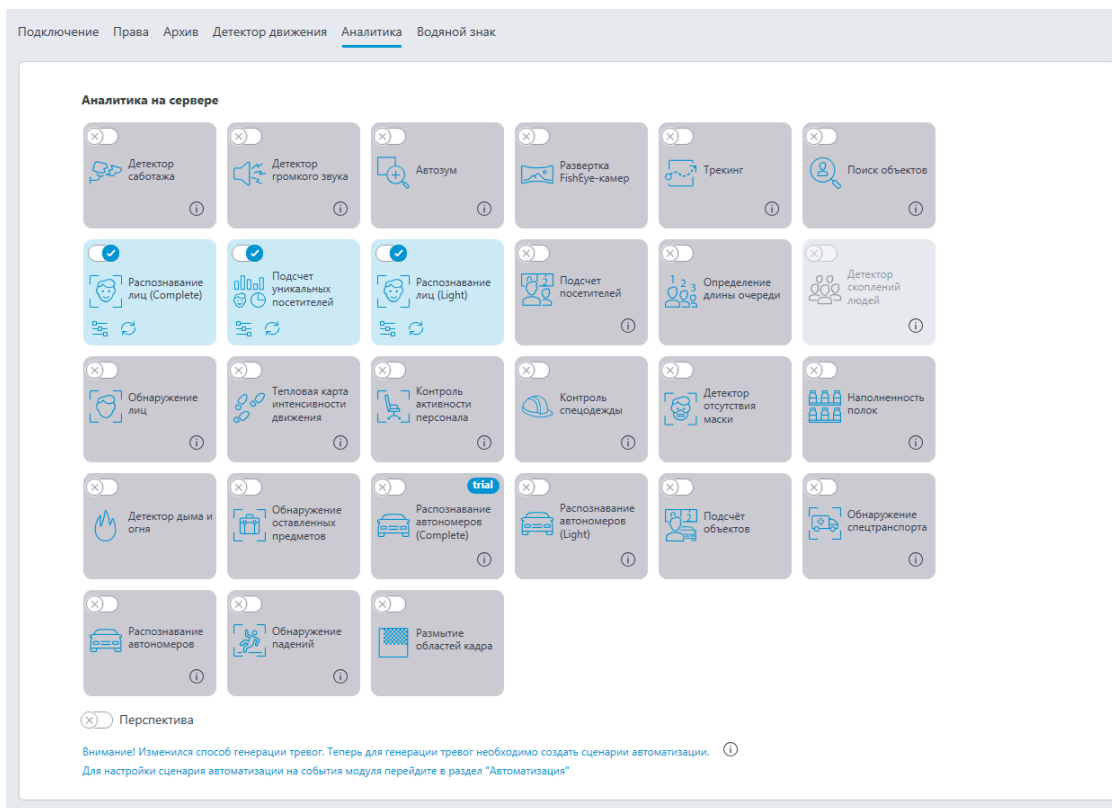 Подключение Права Архив Детектор движения Аналитика Водяной знак
Аналитика на сервере
Детектор
саботажа
Детектор
громкого звука
Автозум
Развертка
FishEye-камер
Трекинг
Поиск объектов
Распознавание
лиц (Complete)
Подсчет
уникальных
посетителей
Распознавание
лиц (Light)
Подсчет
посетителей
Определение
длины очереди
Детектор
скоплений
людей
Обнаружение
лиц
Тепловая карта
интенсивности
движения
Контроль
активности
персонала
Контроль
спецодежды
Детектор
отсутствия
маски
Наполненность
полок
Детектор дыма и
огня
Обнаружение
оставленных
предметов
trial
Распознавание
автономеров
(Complete)
Распознавание
автономеров
(Light)
Подсчёт
объектов
Обнаружение
спецтранспорта
Распознавание
автономеров
Обнаружение
падений
Размытие
областей кадра
Перспектива
Внимание! Изменился способ генерации тревог. Теперь для генерации тревог необходимо создать сценарии автоматизации.
Для настройки сценария автоматизации на события модуля перейдите в раздел "Автоматизация"